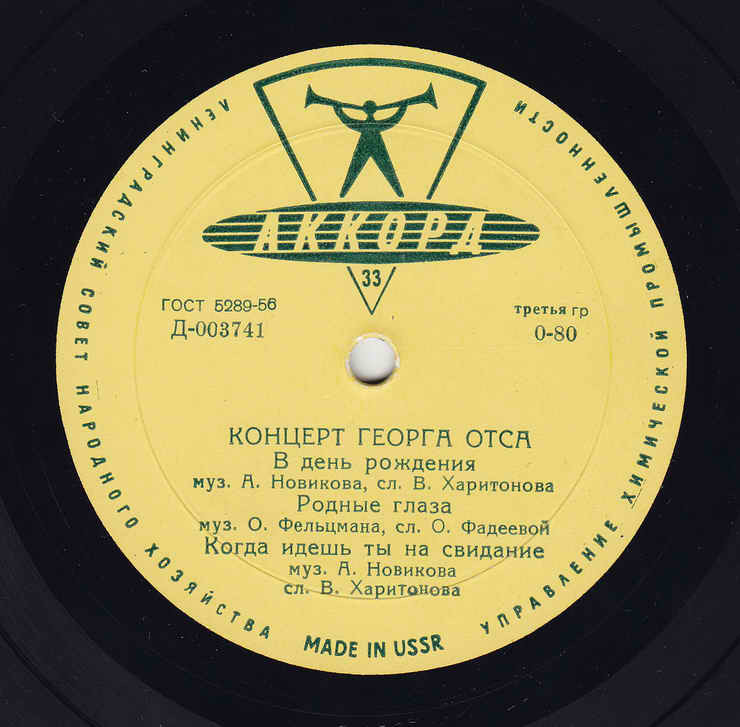 ЛЕНИНГРАДСКИЙ СОВЕТ НАРОДНОГО ХОЗЯЙСТВА
УПРАВЛЕНИЕ ХИМИЧЕСКОЙ ПРОМЫШЛЕННОСТИ
АККОРД
33
ГОСТ 5289-56
Д-003741
третья гр
0-80
КОНЦЕРТ ГЕОРГА ОТСА
В день рождения
муз. А. Новикова, сл. В. Харитонова
Родные глаза
муз. О. Фельцмана, сл. О. Фадеевой
Когда идешь ты на свидание
муз. А. Новикова
сл. В. Харитонова
MADE IN USSR